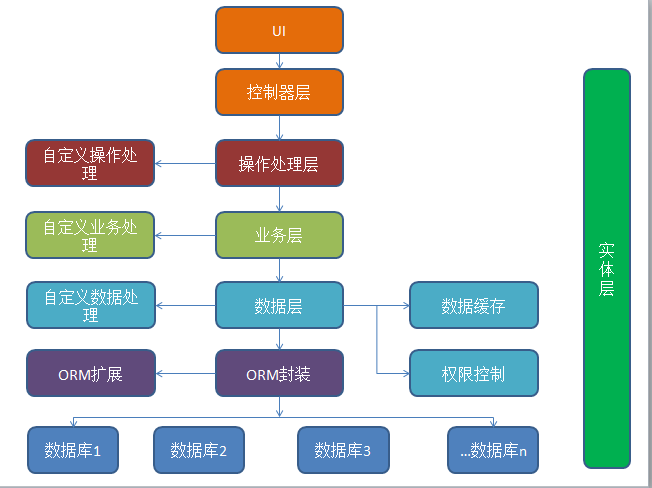 UI
控制器层
自定义操作处
理
操作处理层
自定义业务处
理
业务层
自定义数据处
理
数据层
数据缓存
ORM扩展
ORM封装
权限控制
数据库1
数据库2
数据库3
...数据库n
实
体
层